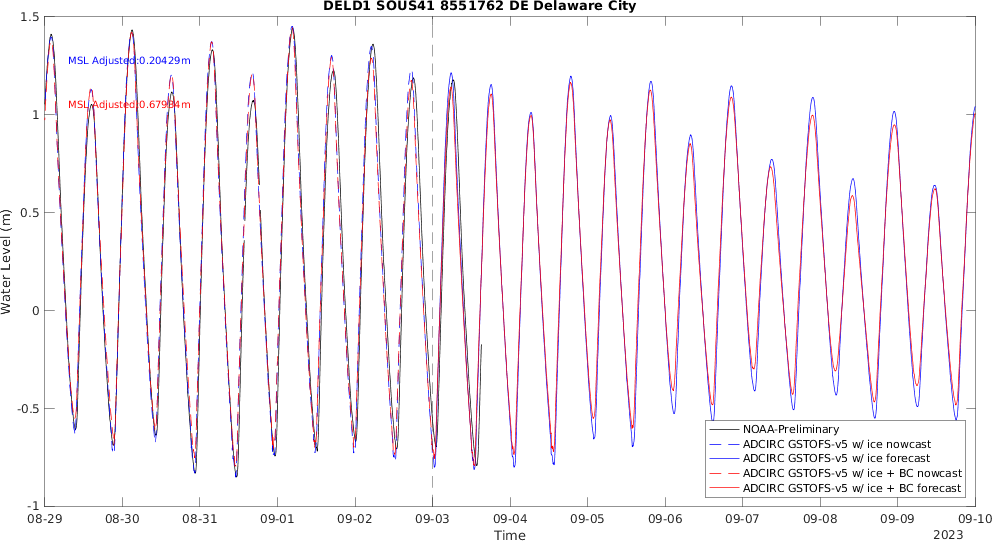 DELD1 SOUS41 8551762 DE Delaware City
1.5
1
0.5
0
-0.5
-1
Water Level (m)
MSL Adjusted:0.20429m
MSL Adjusted:0.67994m
NOAA-Preliminary
ADCIRC GSTOFS-v5 w/ ice nowcast
ADCIRC GSTOFS-v5 w/ ice forecast
ADCIRC GSTOFS-v5 w/ ice + BC nowcast
ADCIRC GSTOFS-v5 w/ ice + BC forecast
08-29 08-30 08-31 09-01 09-02 09-03 09-04 09-05 09-06 09-07 09-08 09-09 09-10
Time
2023